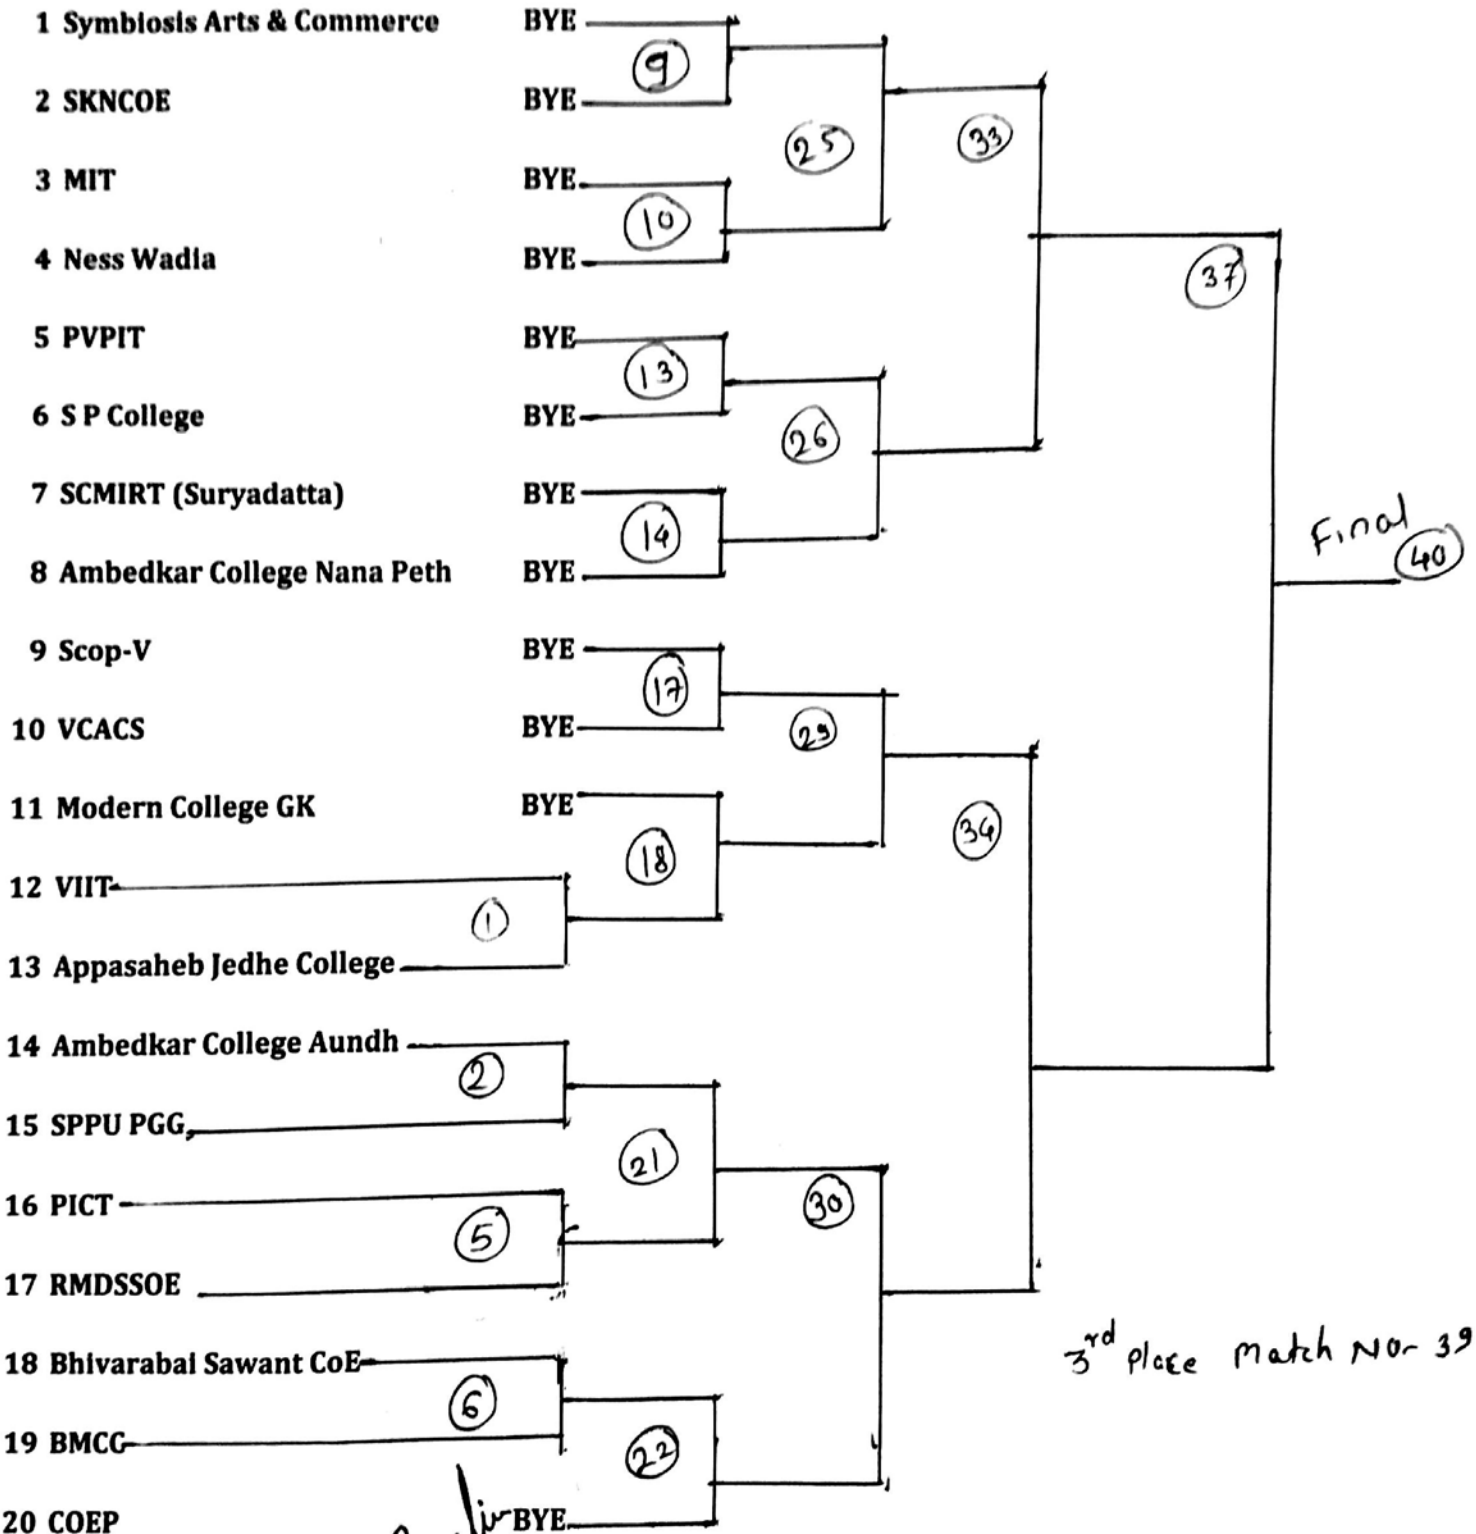 1 Symbiosis Arts & Commerce BYE
9
2 SKNCOE BYE
25
33
3 MIT BYE
10
4 Ness Wadia BYE
37
5 PVPIT BYE
13
6 S P College BYE
26
7 SCMIRT (Suryadatta) BYE
14
Final
40
8 Ambedkar College Nana Peth BYE
9 Scop-V BYE
17
10 VCACS BYE
29
11 Modern College GK BYE
34
18
12 VIIT
1
13 Appasaheb Jedhe College
14 Ambedkar College Aundh
2
15 SPPU PGG
21
16 PICT
30
5
17 RMDSSOE
3rd Place Match No- 39
18 Bhivarabai Sawant CoE
6
19 BMCG
22
20 COEP BYE